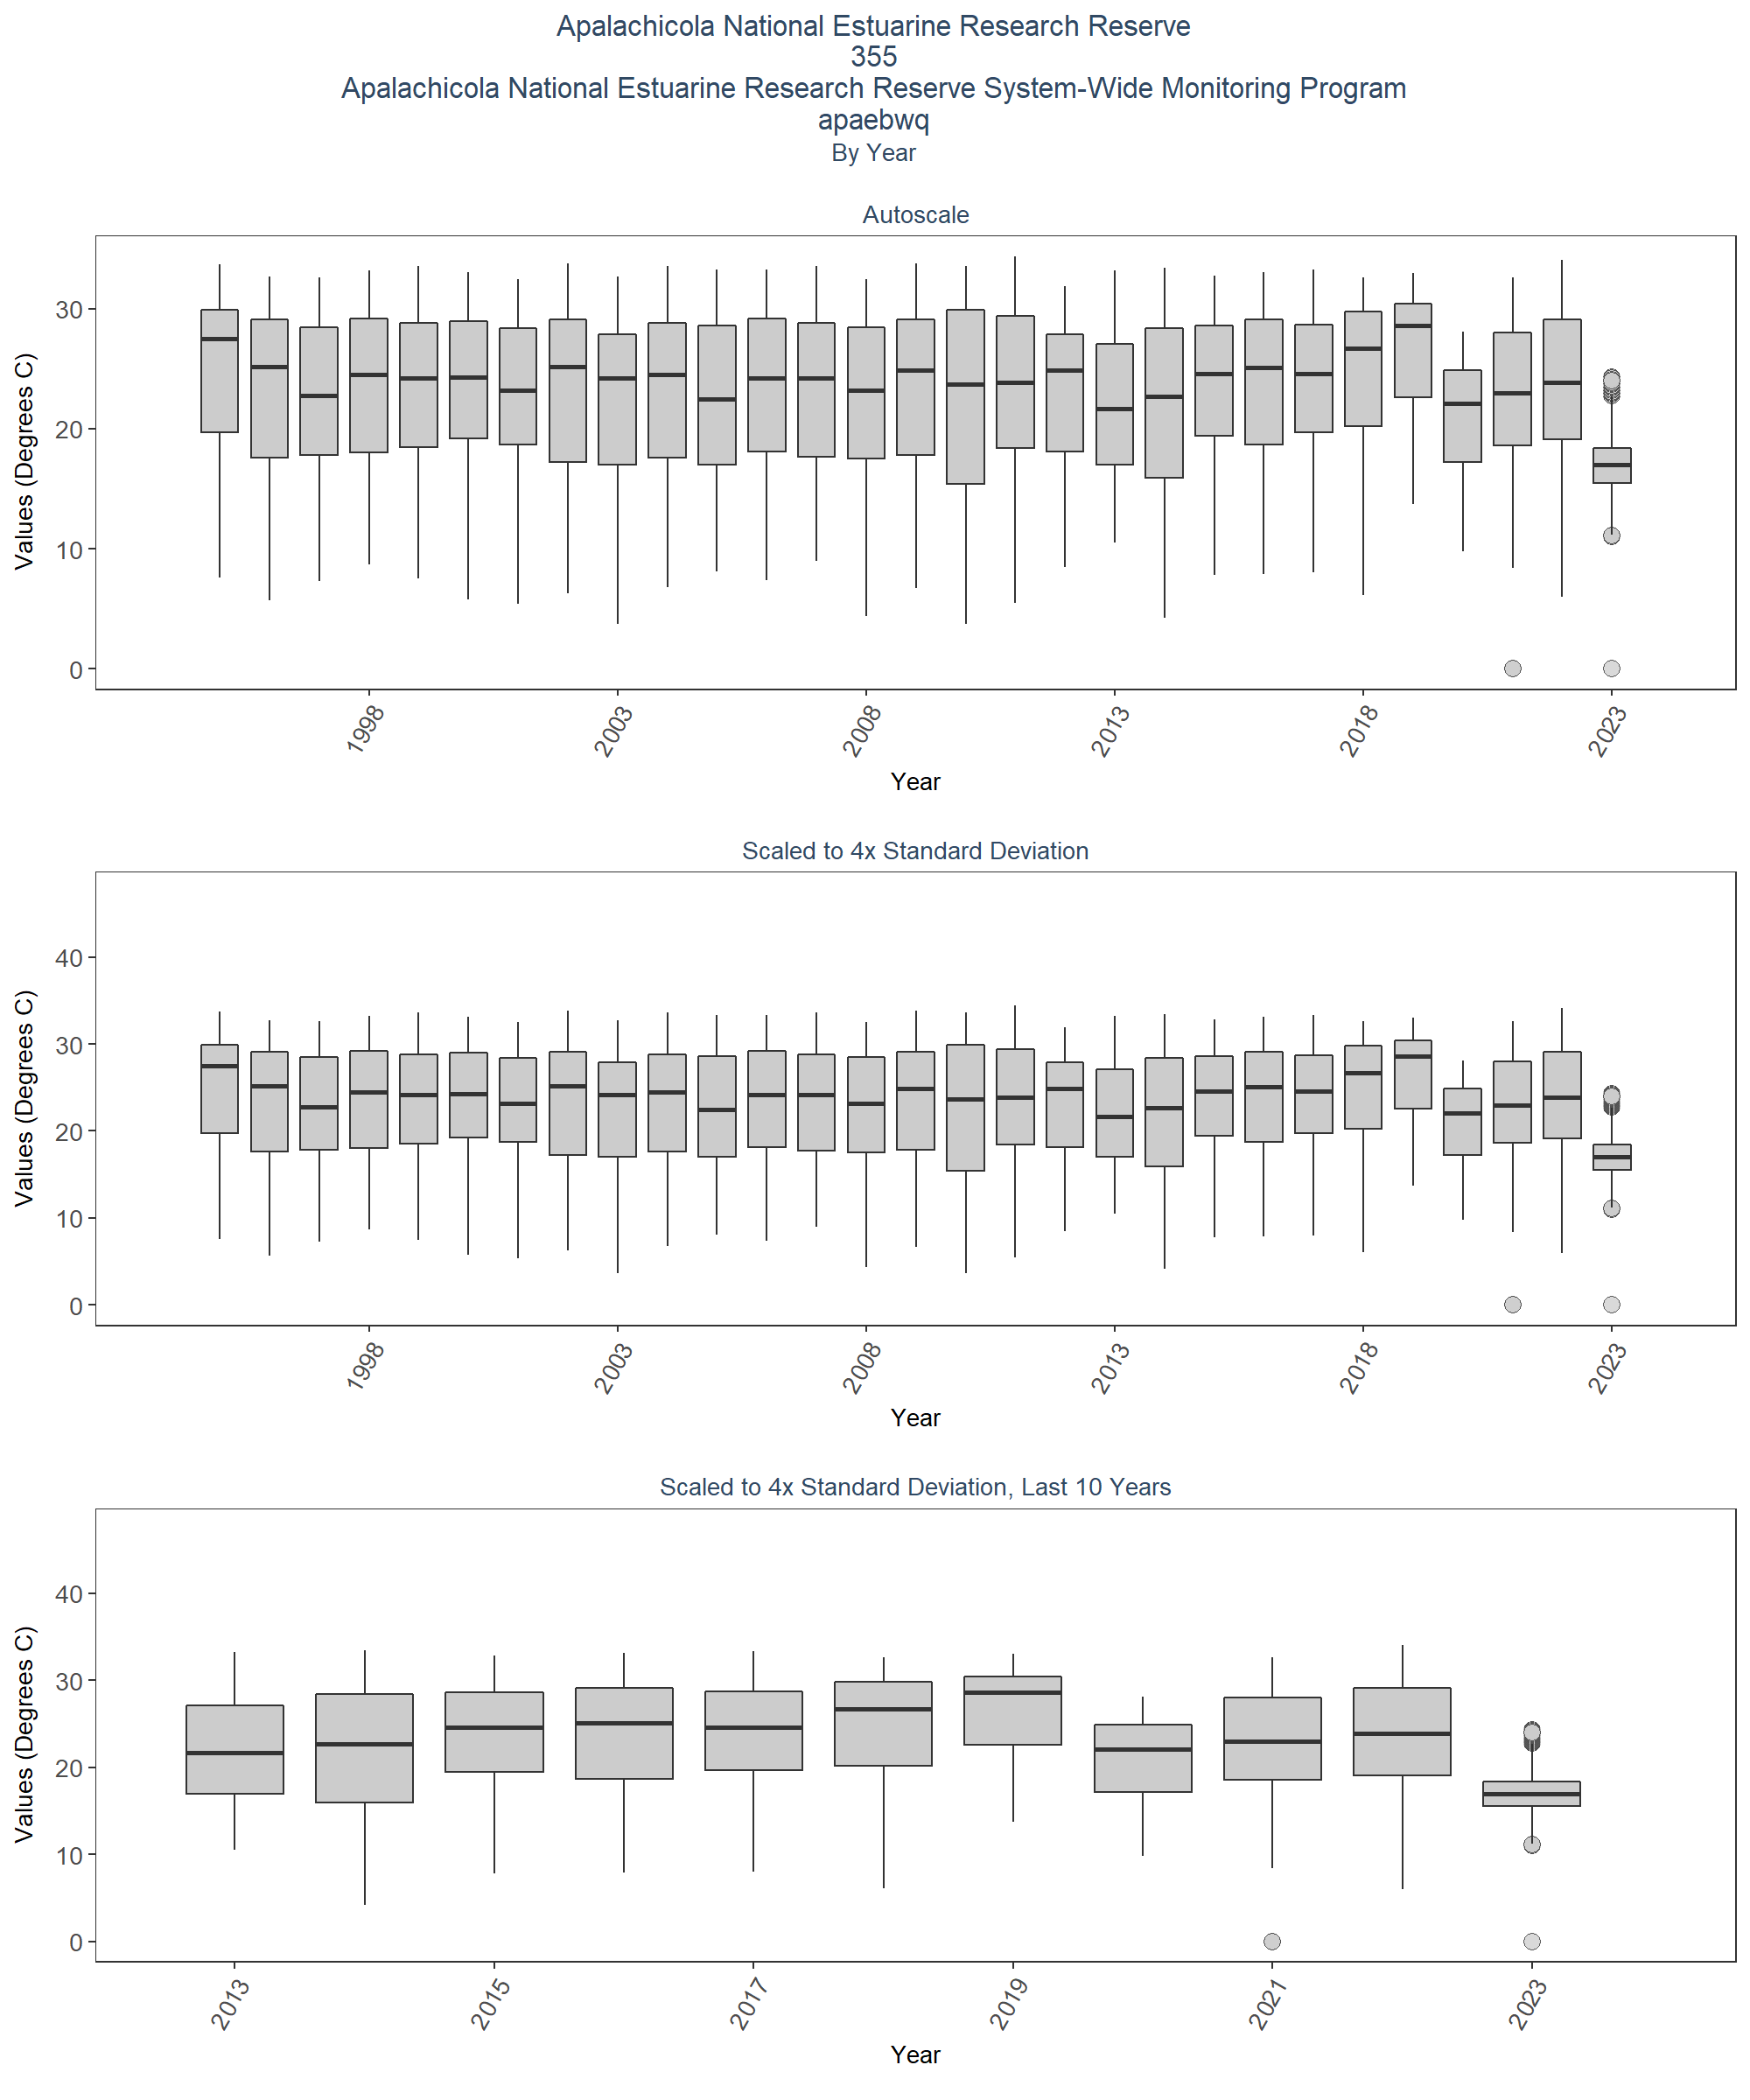 Apalachicola National Estuarine Research Reserve
355
Apalachicola National Estuarine Research Reserve System-Wide Monitoring Program
apaebwq
By Year
Autoscale
Values (Degrees C)
30
20
10
0
1998 2003 2008 2013 2018 2023
Year
Scaled to 4x Standard Deviation
Values (Degrees C)
40
30
20
10
0
1998 2003 2008 2013 2018 2023
Year
Scaled to 4x Standard Deviation, Last 10 Years
Values (Degrees C)
40
30
20
10
0
2013 2015 2017 2019 2021 2023
Year